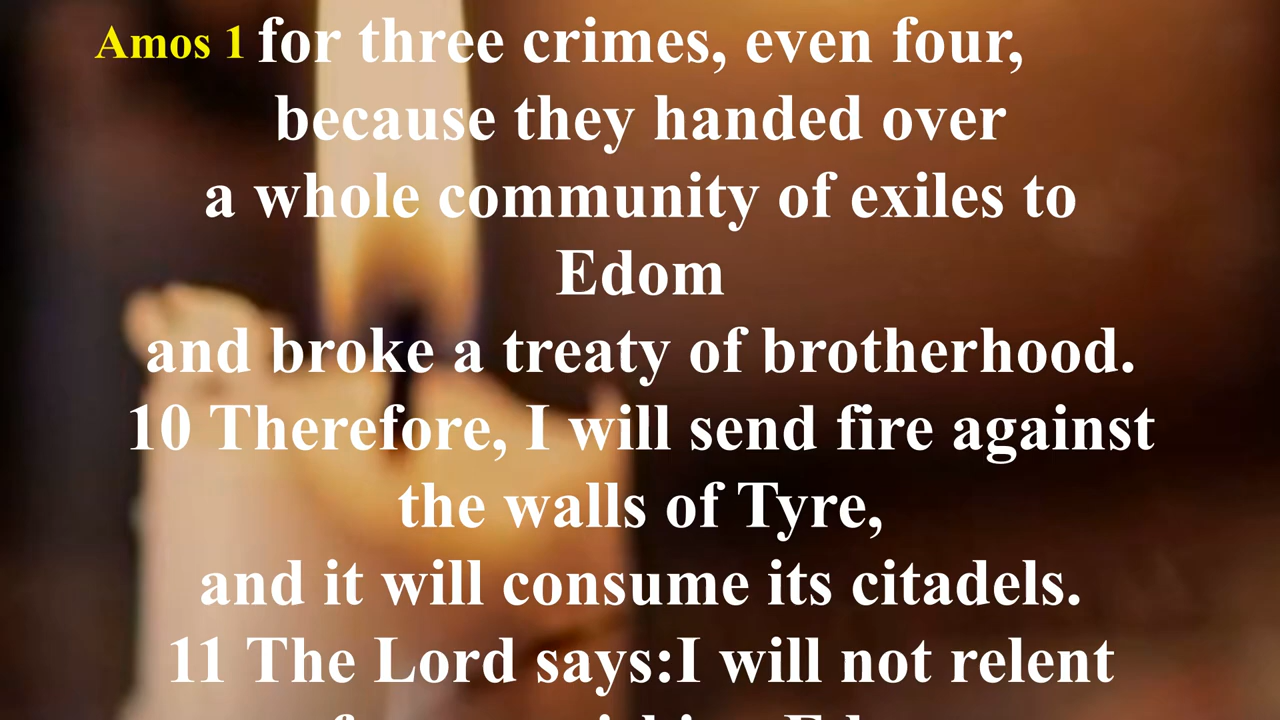 Amos 1 for three crimes, even four,
because they handed over
a whole community of exiles to
Edom
and broke a treaty of brotherhood.
10 Therefore, I will send fire against
the walls of Tyre,
and it will consume its citadels.
11 The Lord says:I will not relent